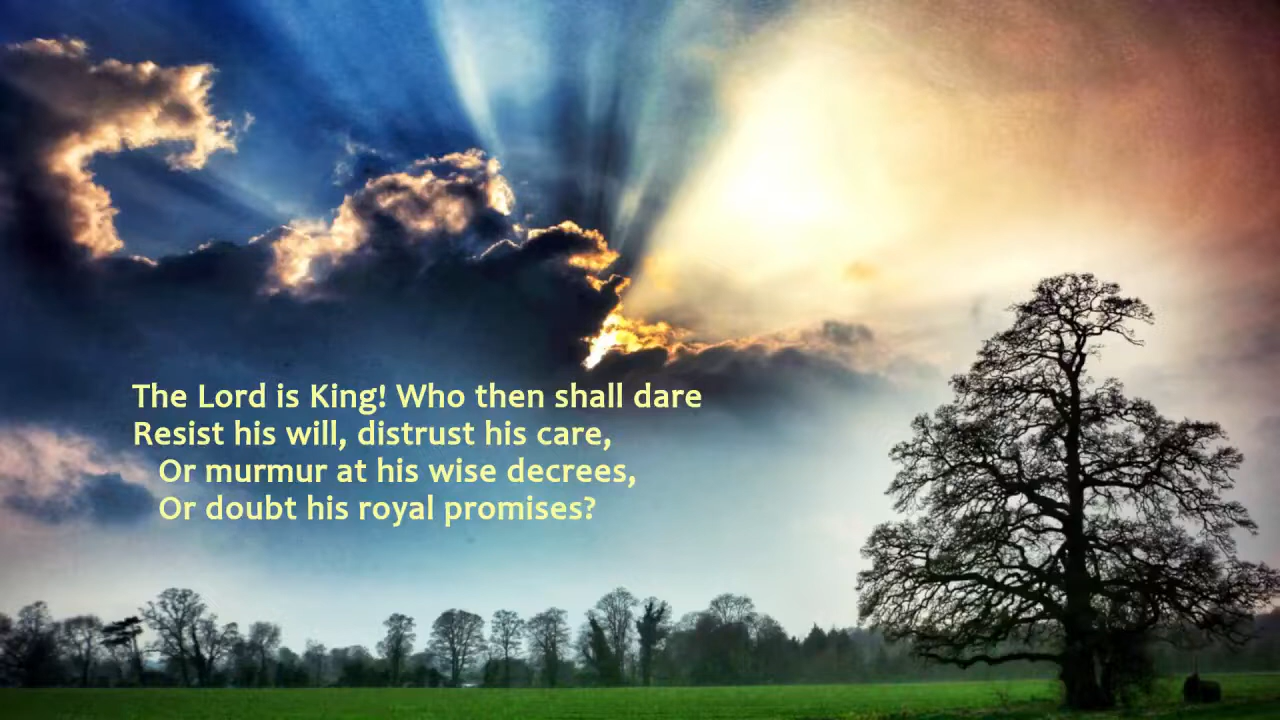 The Lord is King! Who then shall dare
Resist his will, distrust his care,
Or murmur at his wise decrees,
Or doubt his royal promises?